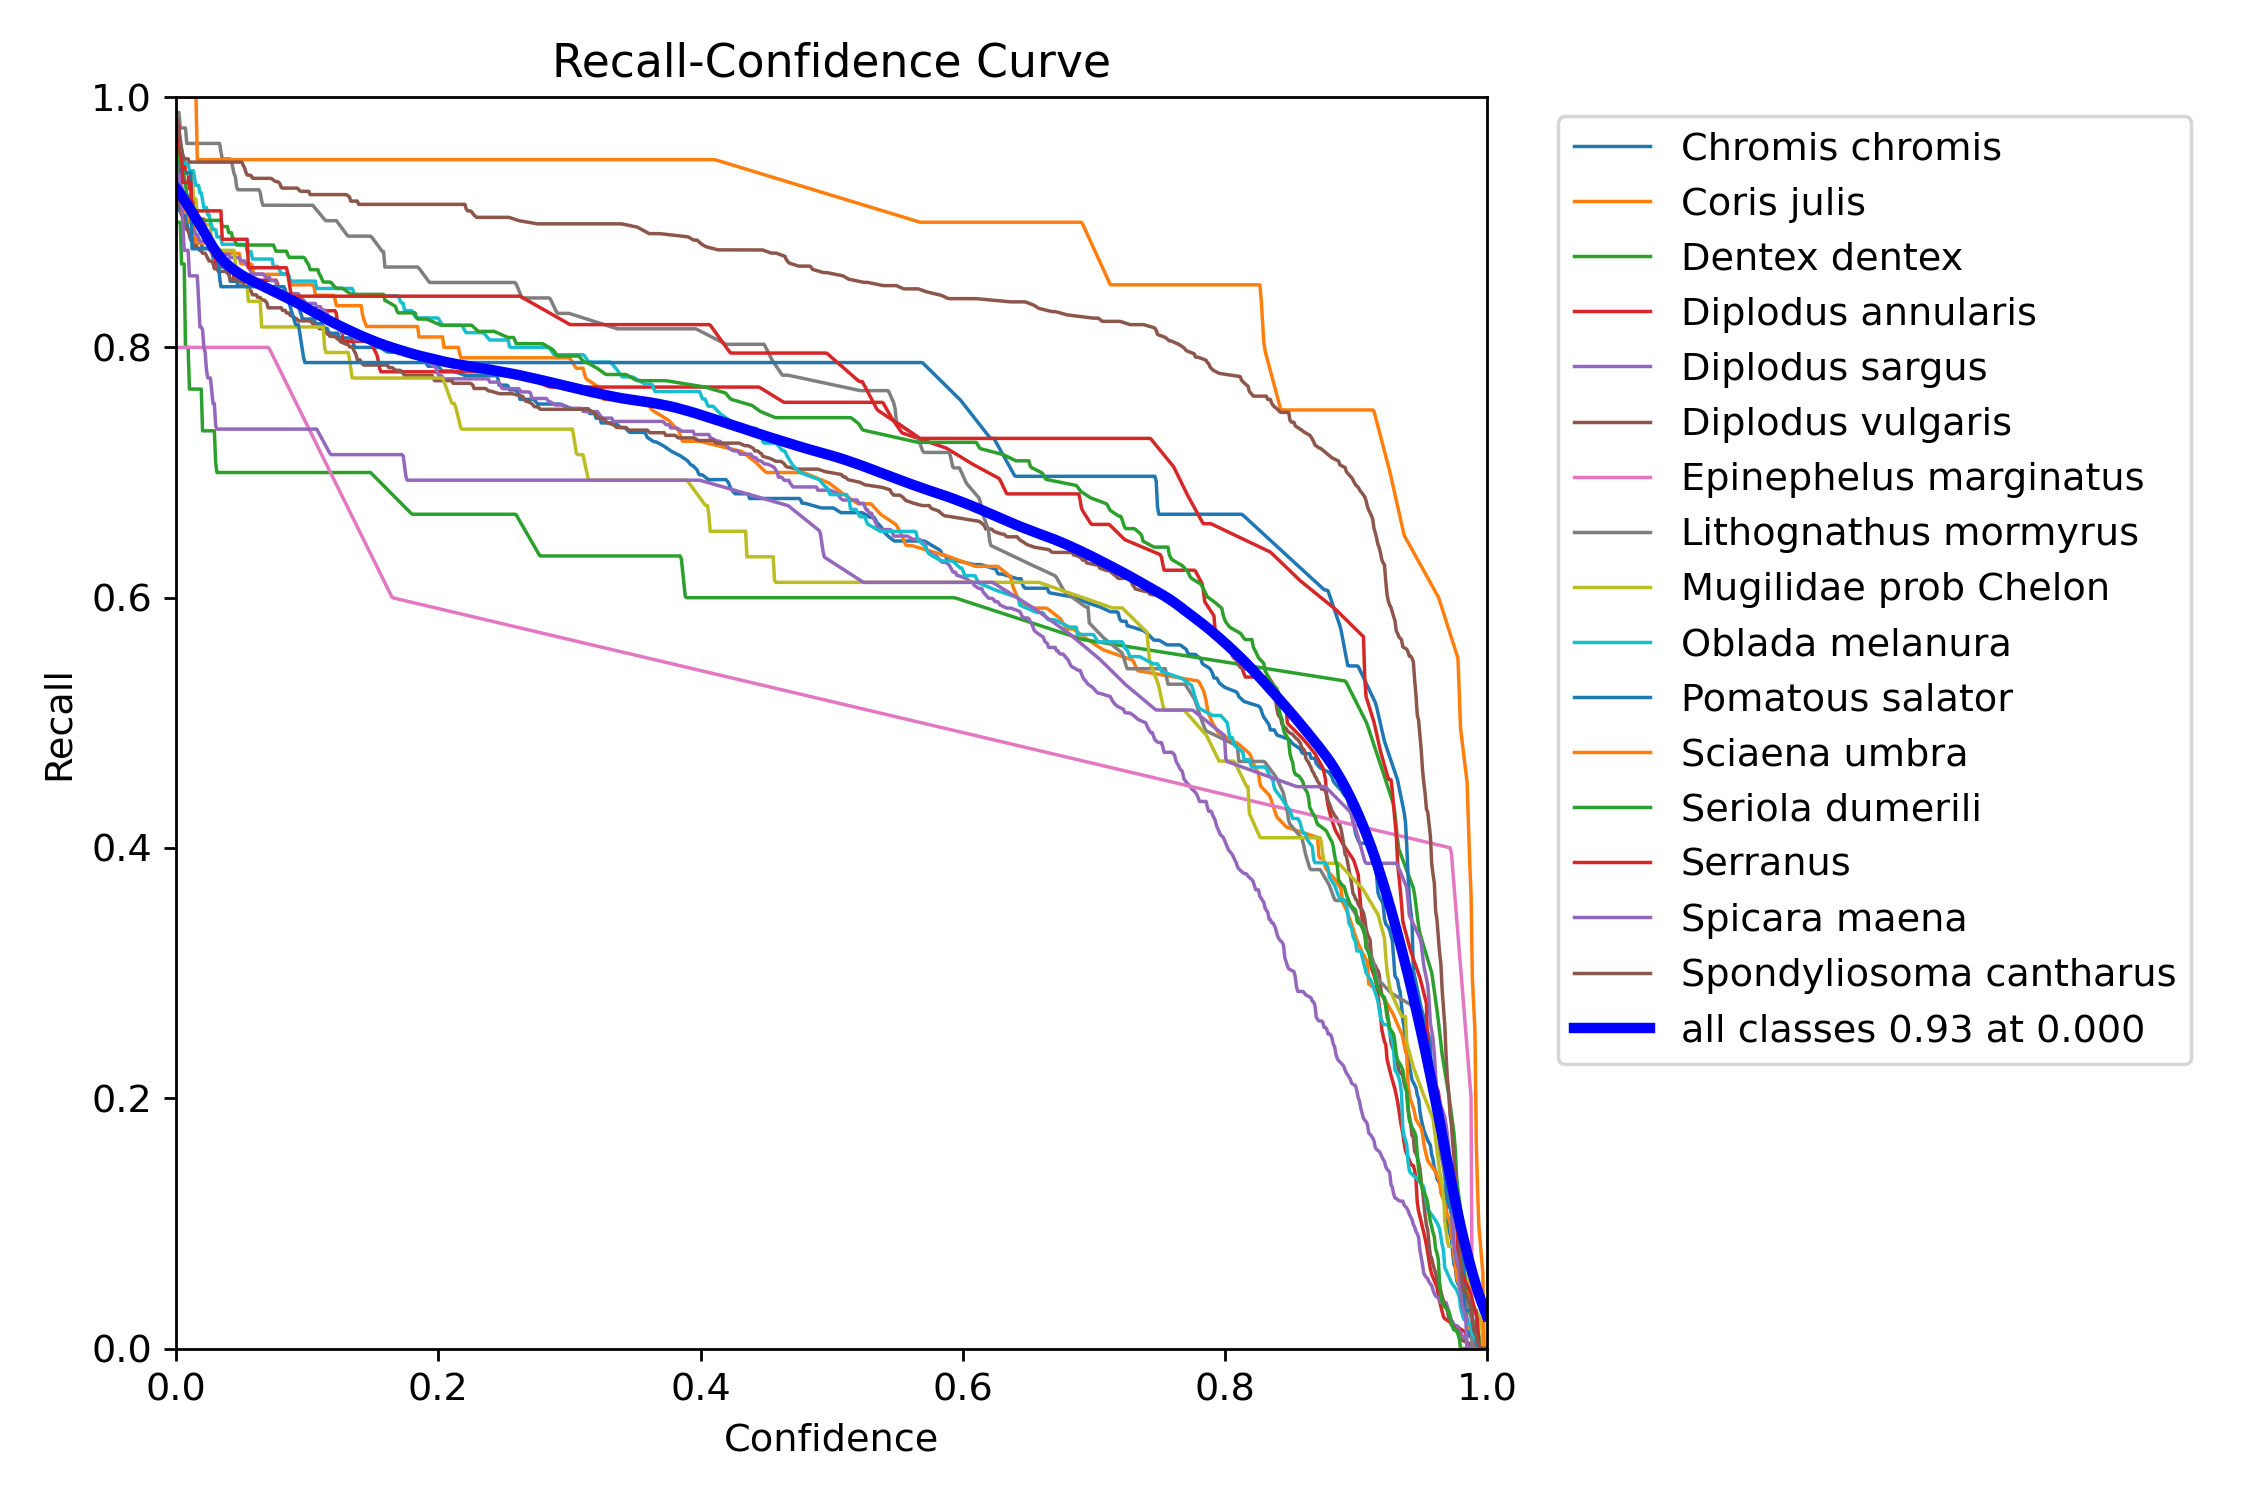 Recall-Confidence Curve
1.0
0.8
0.6
0.4
0.2
0.0
Recall
0.0 0.2 0.4 0.6 0.8 1.0
Confidence
Chromis chromis
Coris julis
Dentex dentex
Diplodus annularis
Diplodus sargus
Diplodus vulgaris
Epinephelus marginatus
Lithognathus mormyrus
Mugilidae prob Chelon
Oblada melanura
Pomatous salator
Sciaena umbra
Seriola dumerili
Serranus
Spicara maena
Spondyliosoma cantharus
all classes 0.93 at 0.000